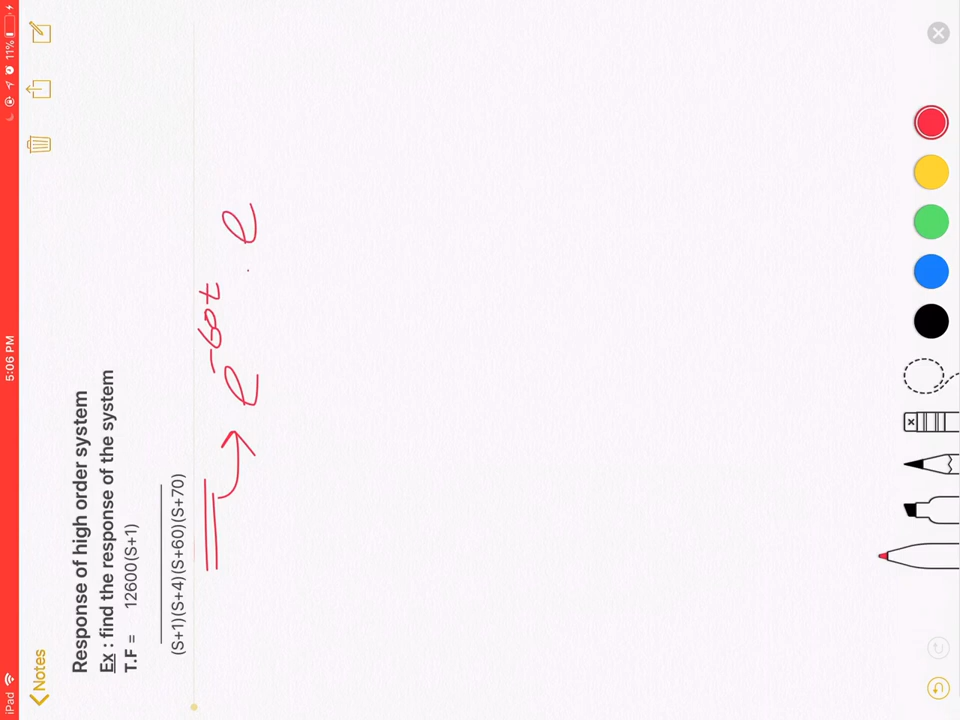 iPad 5:06 PM 11%
Notes
Response of high order system
Ex : find the response of the system
T.F = 12600(S+1)
(S+1)(S+4)(S+60)(S+70)
e^-60t . e